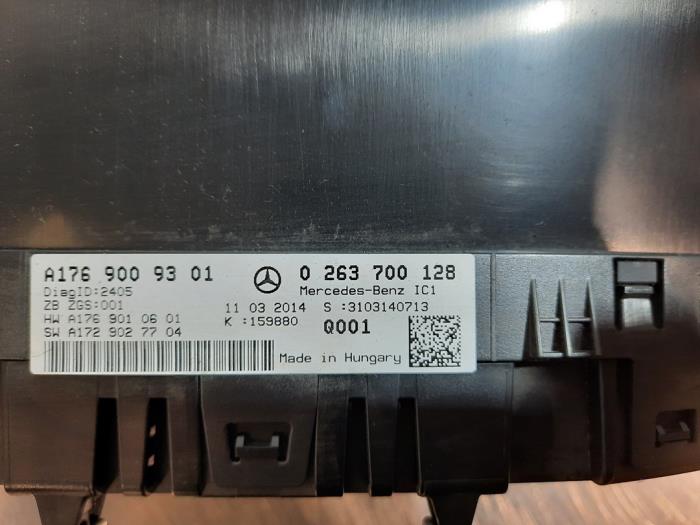 A176 900 93 01 0 263 700 128
DiagID:2405 Mercedes-Benz IC1
ZB ZGS:001 11 03 2014 S :3103140713
HW A176 901 06 01 K :159880 Q001
SW A172 902 77 04
Made in Hungary